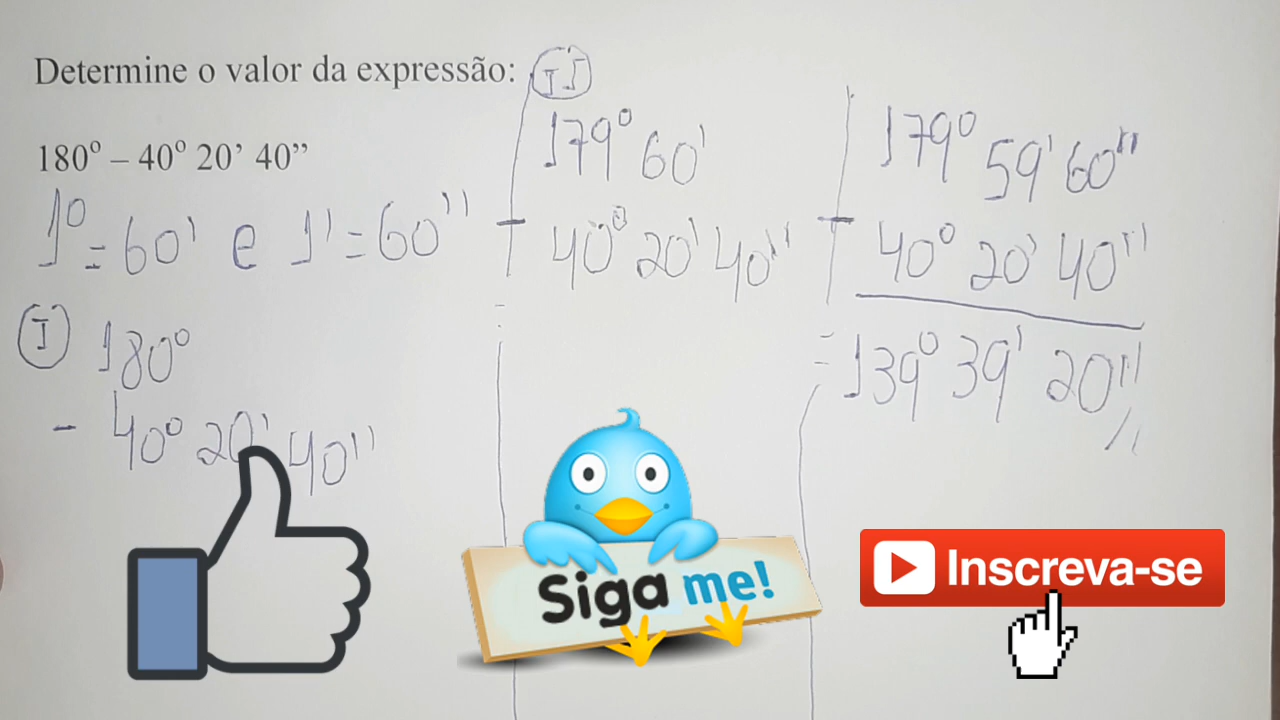 Determine o valor da expressão:
180º – 40º 20’ 40”
1º = 60' e 1' = 60''
I
180º
- 40º 20' 40''
II
179º 60'
- 40º 20' 40''
179º 59' 60''
- 40º 20' 40''
= 139º 39' 20'' //
Siga me!
Inscreva-se